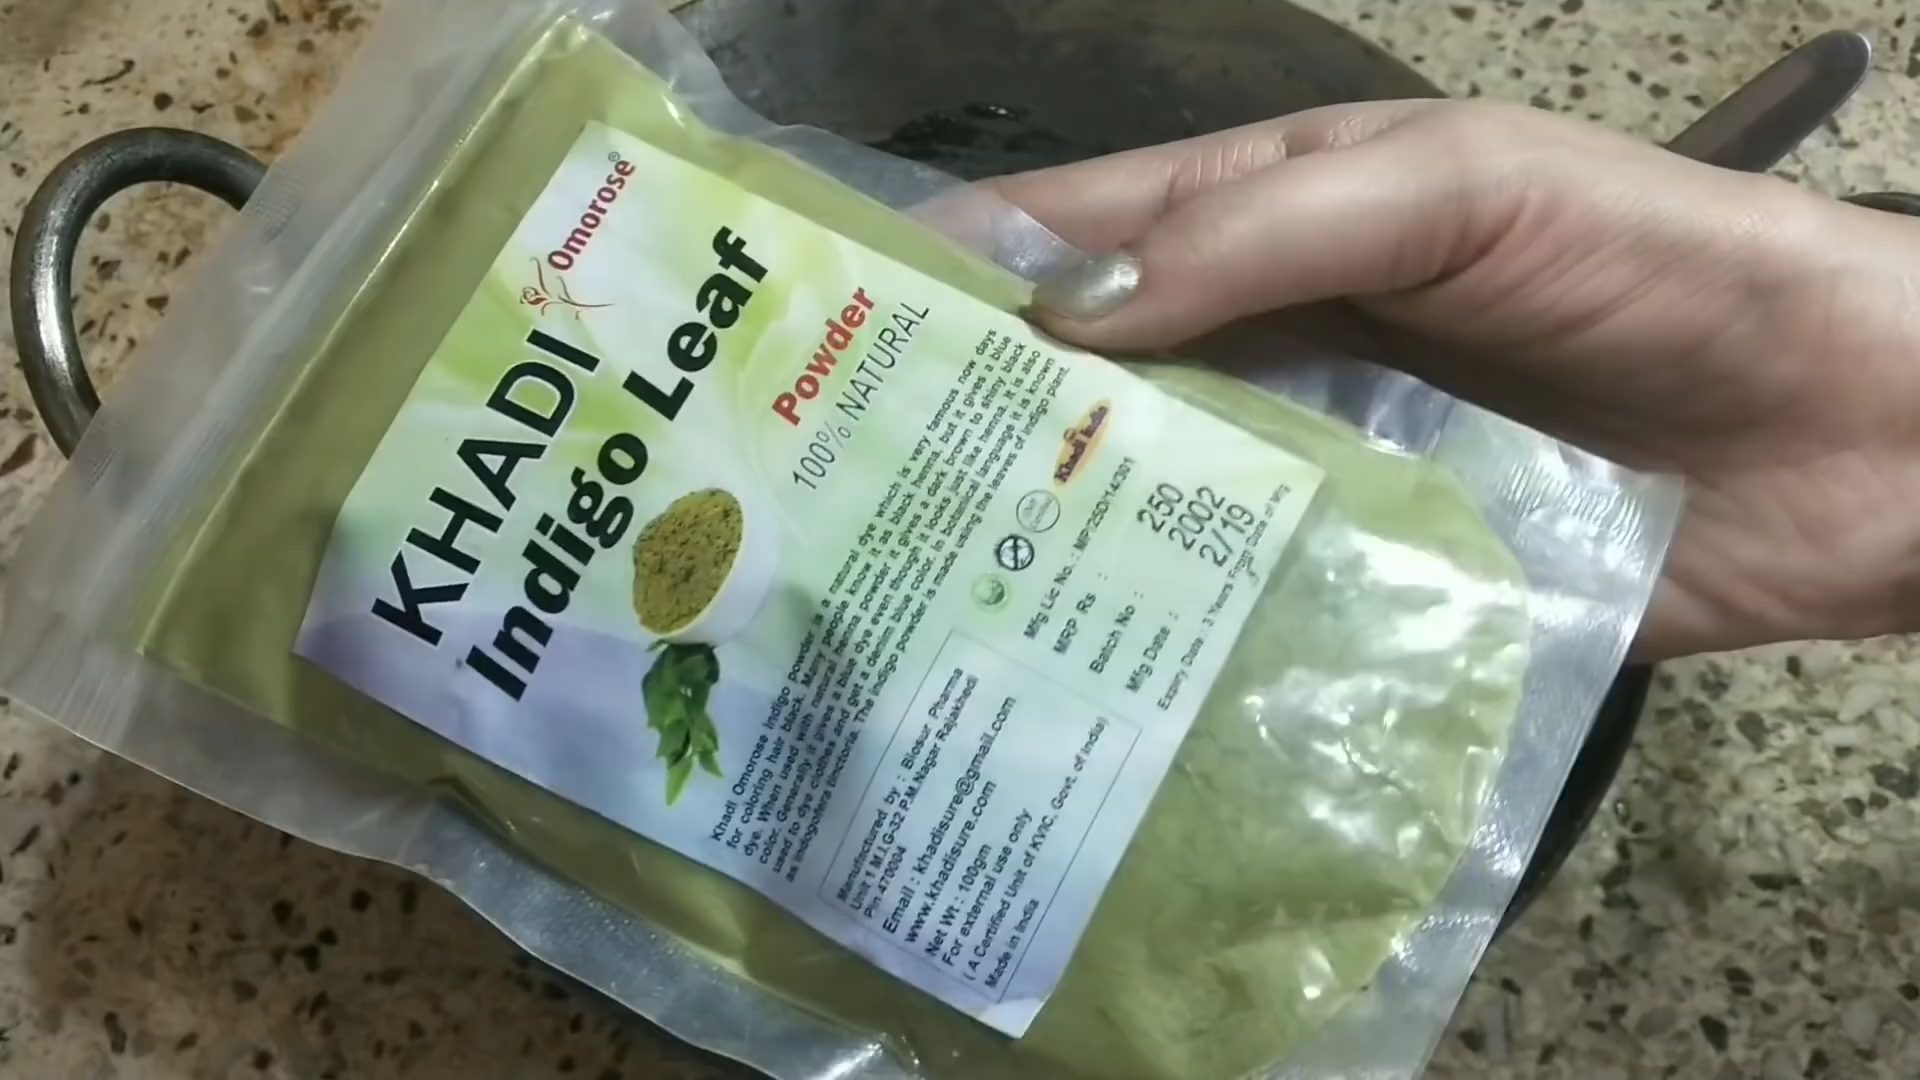 Omorose®
KHADI
Indigo Leaf
Powder
100% NATURAL
Khadi Omorose Indigo powder is a natural dye which is very famous now days
for coloring hair black. Many people know it as black henna, but it gives a blue
dye. When used with natural henna powder it gives a dark brown to shiny black
color. Generally it gives a blue dye even though it looks just like henna. It is also
used to dye clothes and get a denim blue color. In botanical language it is known
as indigofera tinctoria. The indigo powder is made using the leaves of Indigo plant.
Khadi India
Mfg Lic No. : MP25D/14/301
MRP Rs : 250
Batch No : 2002
Mfg Date : 2/19
Expiry Date : 3 Years From Date of Mfg
Manufactured by : Biosur Pharma
Unit 1 M.I.G-32 P.M.Nagar Rajakhedi
Pin 470004
Email : khadisure@gmail.com
www.khadisure.com
Net Wt : 100gm
For external use only
( A Certified Unit of KVIC, Govt. of India)
Made in India